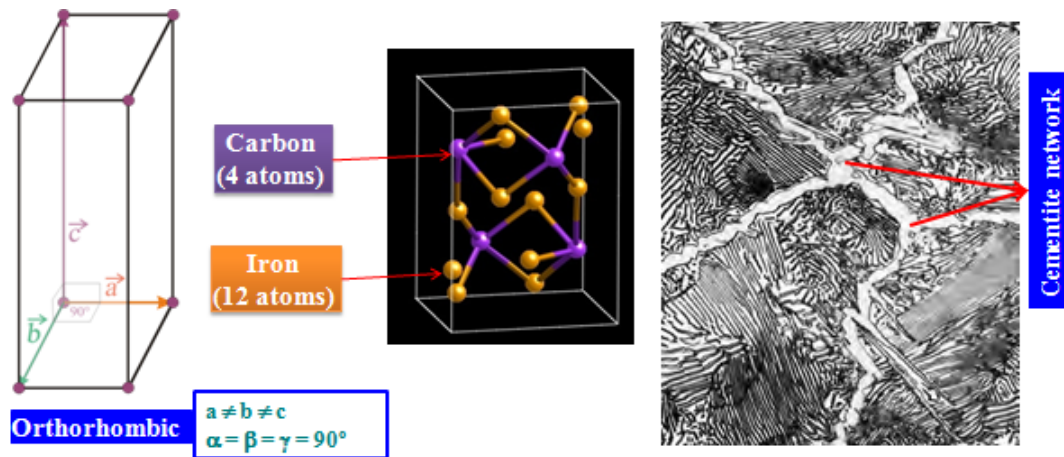 c
a
90°
b
Orthorhombic
a ≠ b ≠ c
α = β = γ = 90°
Carbon
(4 atoms)
Iron
(12 atoms)
Cementite network